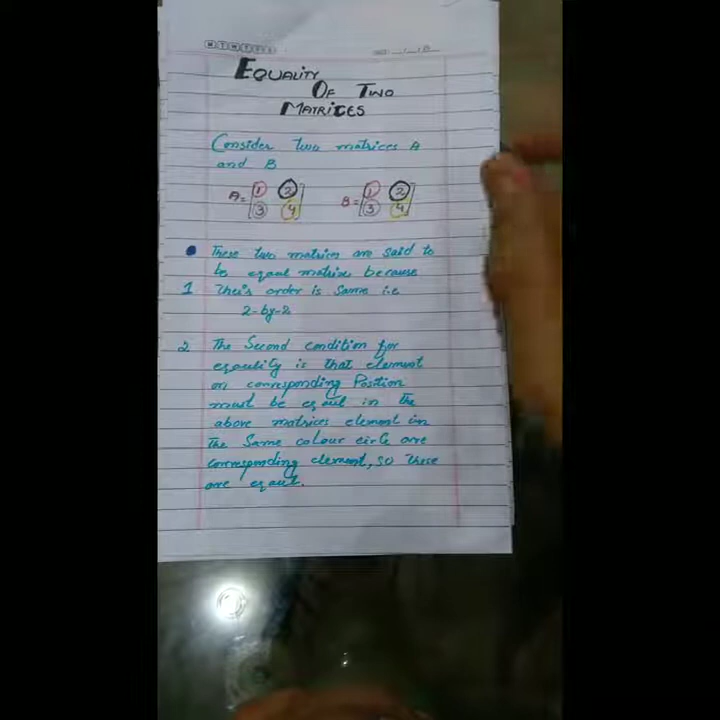 EQUALITY
OF TWO
MATRICES
Consider two matrices A
and B
A= [1 2 B= [1 2
3 4] 3 4]
These two matrices are said to
be equal matrix because
1 Their order is same i.e
2-by-2
2. The Second condition for
equality is that element
on corresponding Position
must be equal in the
above matrices element in
The Same colour circle are
corresponding element, so these
are equal.